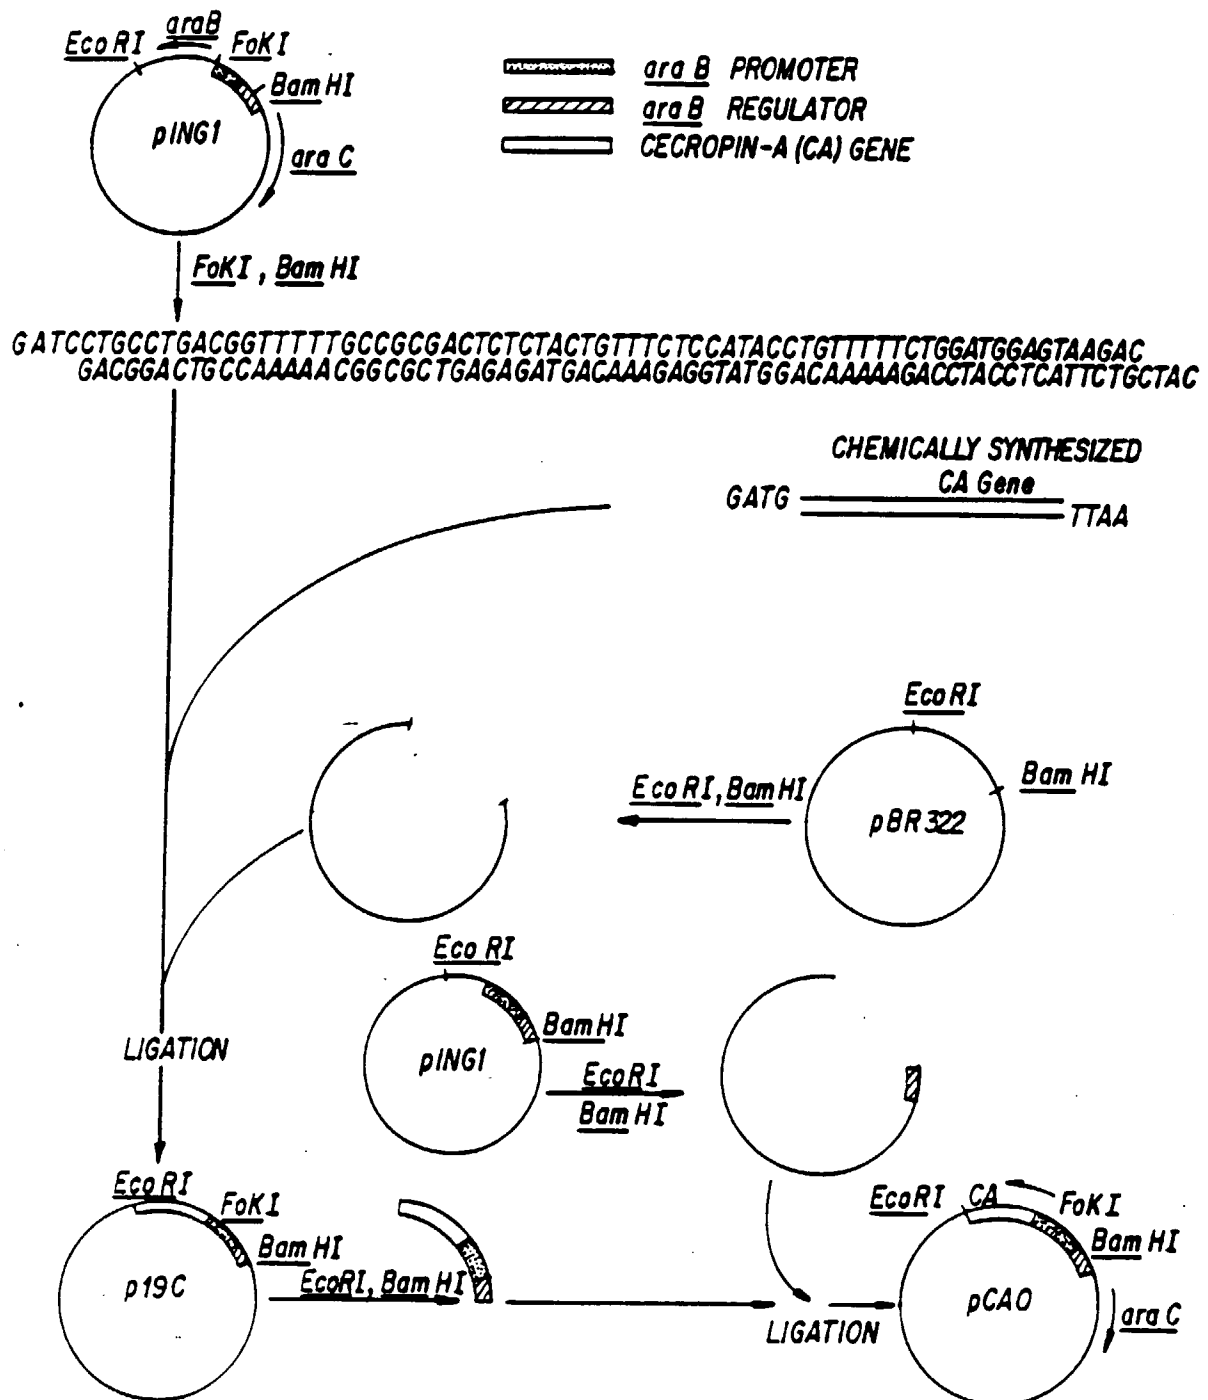 araB
EcoRI
FokI
BamHI
pING1
araC
araB PROMOTER
araB REGULATOR
CECROPIN-A (CA) GENE
FokI, BamHI
GATCCTGCCTGACGGTTTTTGCCGCGACTCTCTACTGTTTCTCCATACCTGTTTTTCTGGATGGAGTAAGAC
GACGGACTGCCAAAAACGGCGCTGAGAGATGACAAAGAGGTATGGACAAAAAGACCTACCTCATTCTGCTAC
CHEMICALLY SYNTHESIZED
CA Gene
GATG
TTAA
EcoRI
BamHI
EcoRI, BamHI
pBR322
EcoRI
BamHI
pING1
EcoRI
BamHI
LIGATION
EcoRI
FokI
BamHI
p19C
EcoRI, BamHI
LIGATION
EcoRI
CA
FokI
BamHI
pCAO
araC